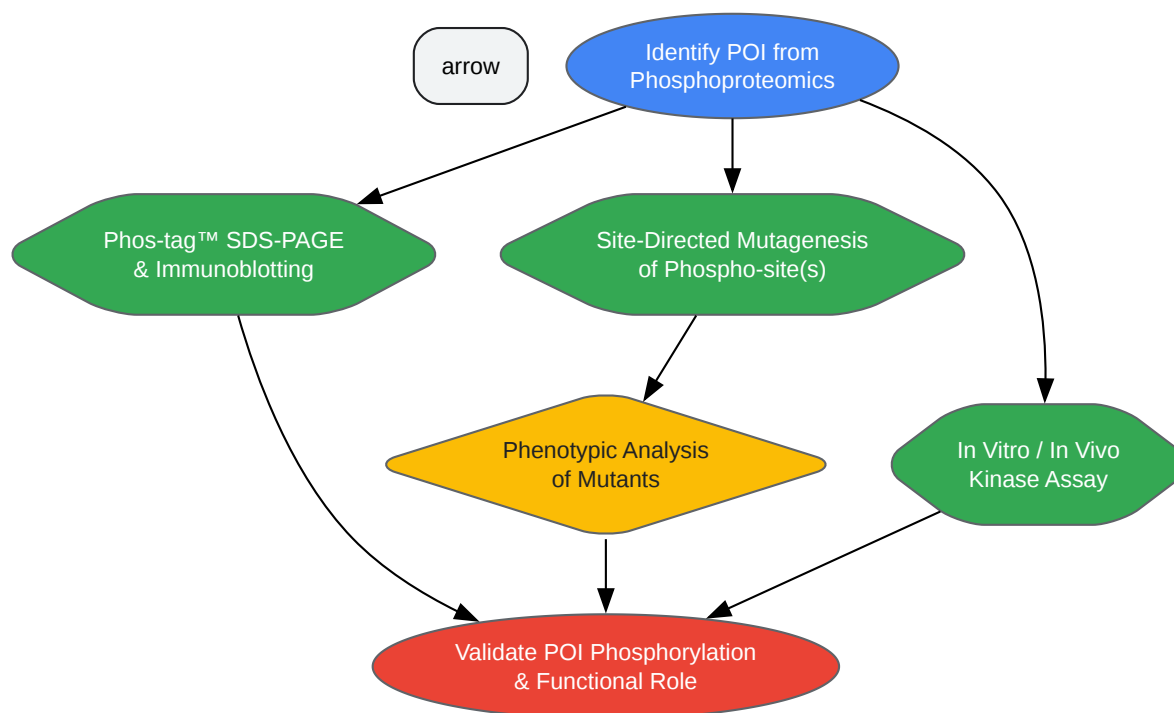 arrow
Identify POI from
Phosphoproteomics
Phos-tag™ SDS-PAGE
& Immunoblotting
Site-Directed Mutagenesis
of Phospho-site(s)
Phenotypic Analysis
of Mutants
In Vitro / In Vivo
Kinase Assay
Validate POI Phosphorylation
& Functional Role